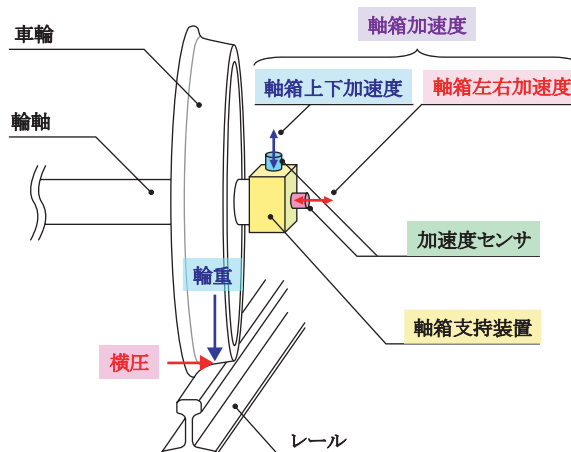 車輪
輪軸
軸箱加速度
軸箱上下加速度
軸箱左右加速度
加速度センサ
輪重
軸箱支持装置
横圧
レール